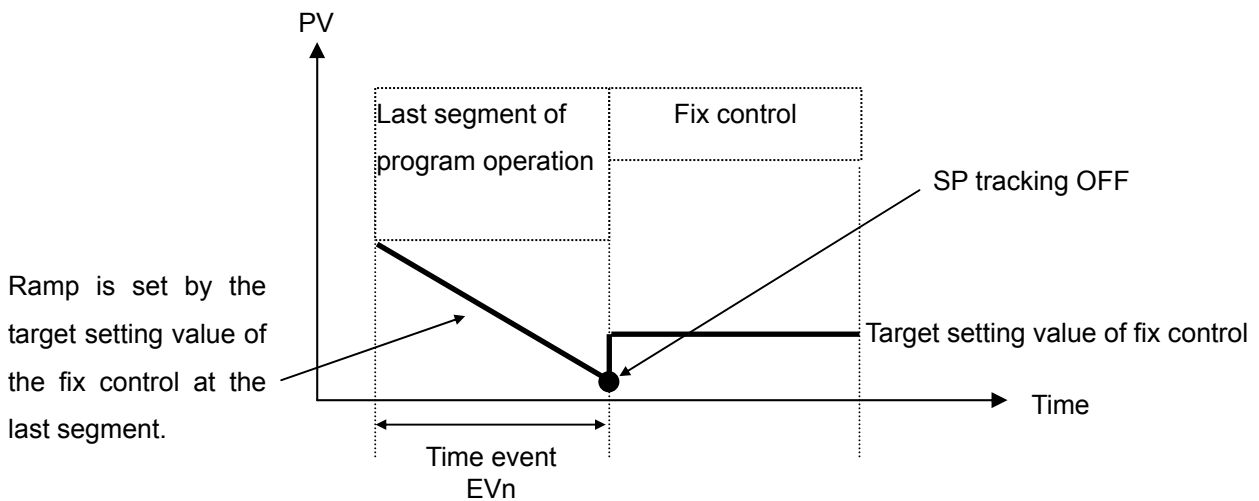 PV
Last segment of
program operation
Fix control
SP tracking OFF
Ramp is set by the
target setting value of
the fix control at the
last segment.
Target setting value of fix control
Time
Time event
EVn